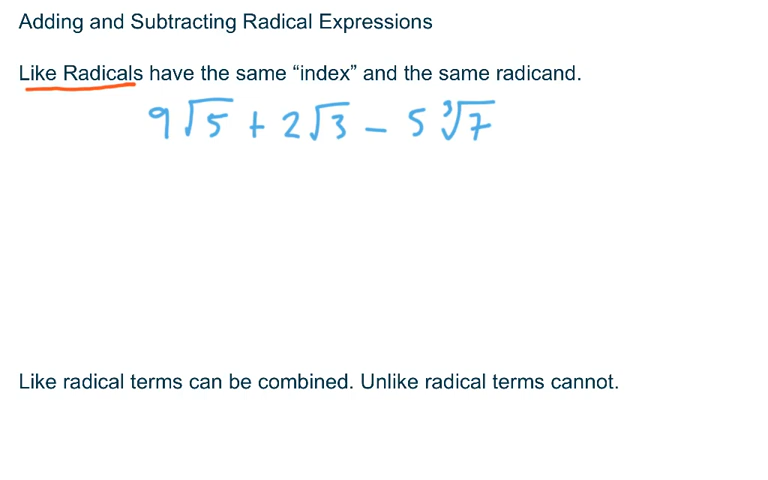 Adding and Subtracting Radical Expressions
Like Radicals have the same “index” and the same radicand.
9√5 + 2√3 − 5 ∛7
Like radical terms can be combined. Unlike radical terms cannot.